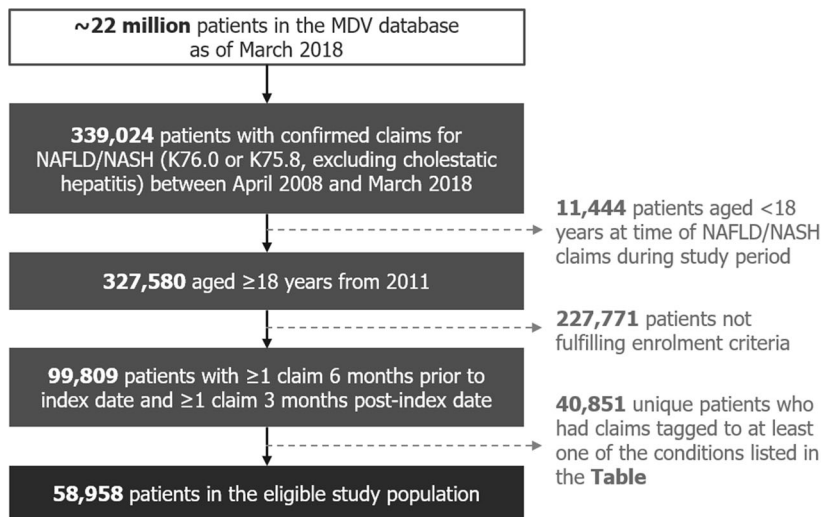 ~22 million patients in the MDV database
as of March 2018
339,024 patients with confirmed claims for
NAFLD/NASH (K76.0 or K75.8, excluding cholestatic
hepatitis) between April 2008 and March 2018
11,444 patients aged <18
years at time of NAFLD/NASH
claims during study period
327,580 aged ≥18 years from 2011
227,771 patients not
fulfilling enrolment criteria
99,809 patients with ≥1 claim 6 months prior to
index date and ≥1 claim 3 months post-index date
40,851 unique patients who
had claims tagged to at least
one of the conditions listed in
the Table
58,958 patients in the eligible study population